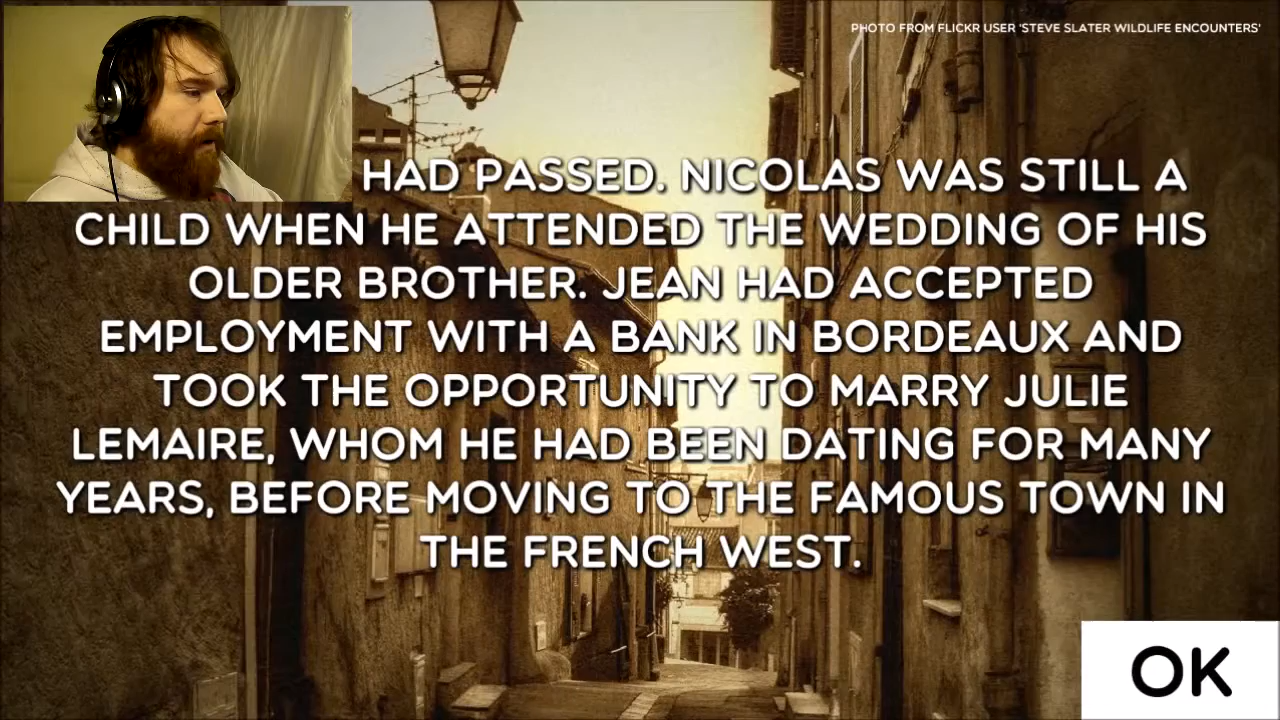 PHOTO FROM FLICKR USER 'STEVE SLATER WILDLIFE ENCOUNTERS'
HAD PASSED. NICOLAS WAS STILL A
CHILD WHEN HE ATTENDED THE WEDDING OF HIS
OLDER BROTHER. JEAN HAD ACCEPTED
EMPLOYMENT WITH A BANK IN BORDEAUX AND
TOOK THE OPPORTUNITY TO MARRY JULIE
LEMAIRE, WHOM HE HAD BEEN DATING FOR MANY
YEARS, BEFORE MOVING TO THE FAMOUS TOWN IN
THE FRENCH WEST.
OK